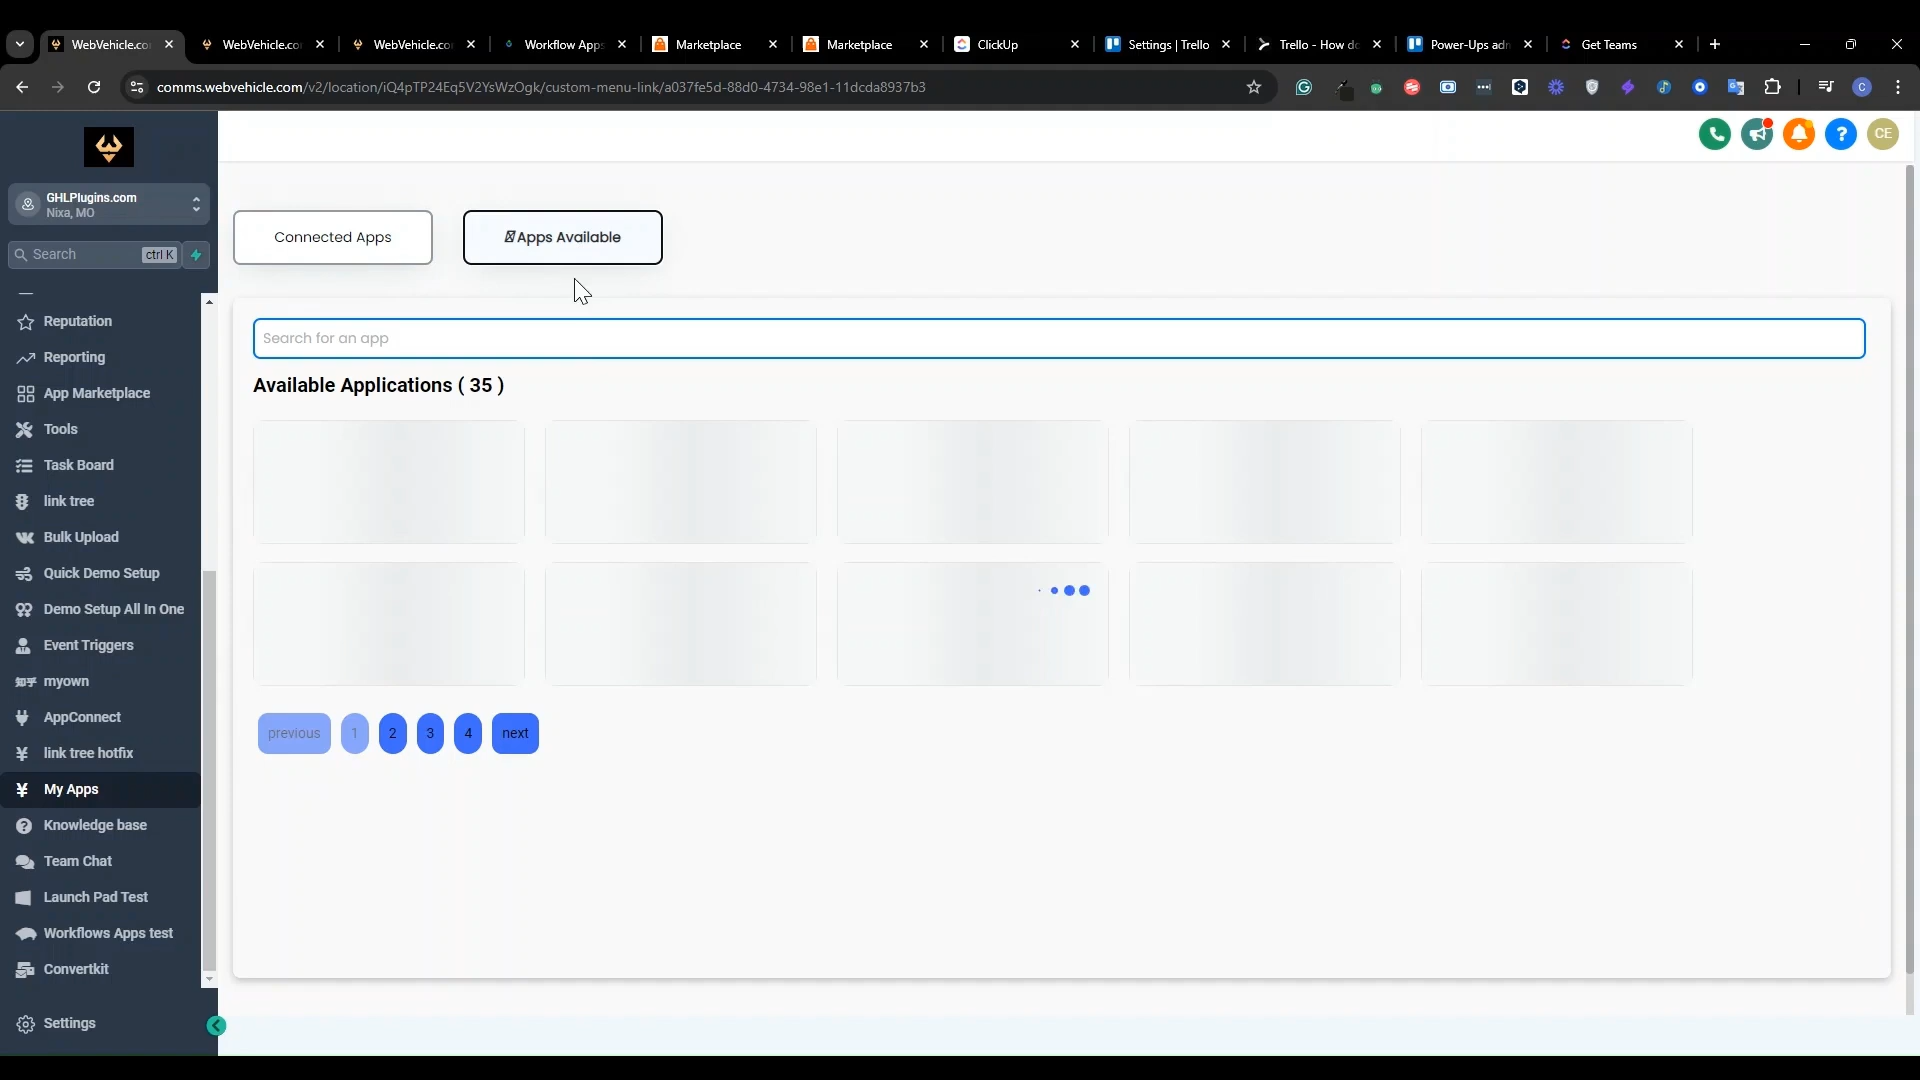 WebVehicle.co
WebVehicle.co
WebVehicle.co
Workflow Apps
Marketplace
Marketplace
ClickUp
Settings | Trello
Trello - How do
Power-Ups ad
Get Teams
comms.webvehicle.com/v2/location/iQ4pTP24Eq5V2YsWzOgk/custom-menu-link/a037fe5d-88d0-4734-98e1-11dcda8937b3
C
CE
GHLPlugins.com
Nixa, MO
Search
ctrl K
Reputation
Reporting
App Marketplace
Tools
Task Board
link tree
Bulk Upload
Quick Demo Setup
Demo Setup All In One
Event Triggers
知乎 myown
AppConnect
¥ link tree hotfix
¥ My Apps
Knowledge base
Team Chat
Launch Pad Test
Workflows Apps test
Convertkit
Settings
Connected Apps
Apps Available
Search for an app
Available Applications ( 35 )
previous 1 2 3 4 next